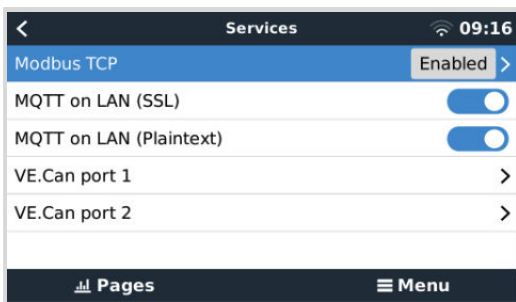 Services 09:16
Modbus TCP Enabled
MQTT on LAN (SSL)
MQTT on LAN (Plaintext)
VE.Can port 1
VE.Can port 2
Pages Menu